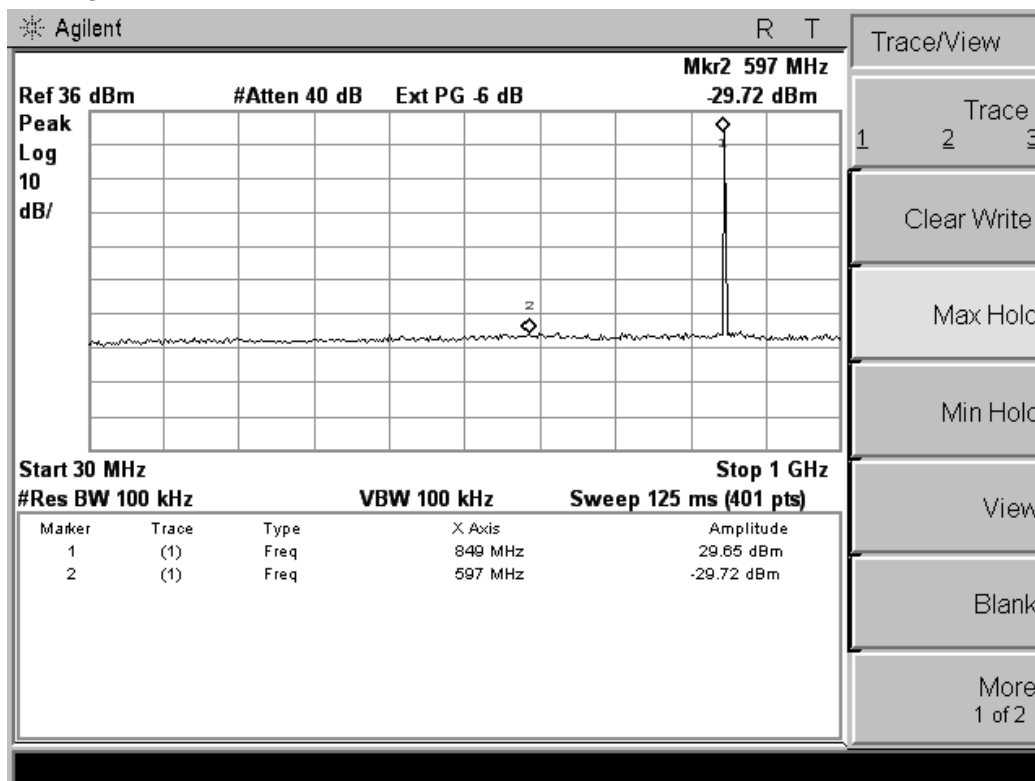 Agilent R T
Trace/View
Mkr2 597 MHz
Ref 36 dBm #Atten 40 dB Ext PG -6 dB -29.72 dBm
Peak
Log
10
dB/
1
2
Start 30 MHz Stop 1 GHz
#Res BW 100 kHz VBW 100 kHz Sweep 125 ms (401 pts)
Marker Trace Type X Axis Amplitude
1 (1) Freq 849 MHz 29.65 dBm
2 (1) Freq 597 MHz -29.72 dBm
Trace
1 2 3
Clear Write
Max Hold
Min Hold
View
Blank
More
1 of 2